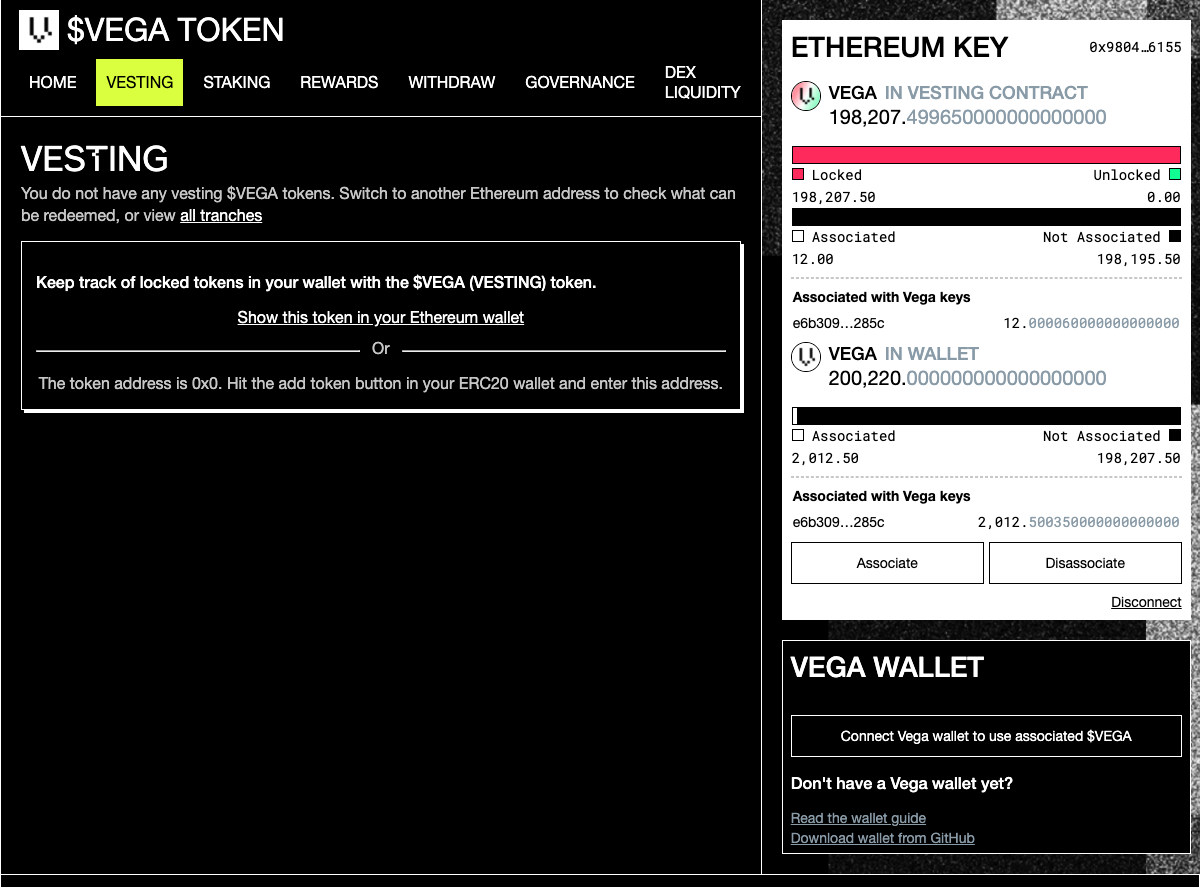 $VEGA TOKEN
HOME VESTING STAKING REWARDS WITHDRAW GOVERNANCE DEX LIQUIDITY
VESTING
You do not have any vesting $VEGA tokens. Switch to another Ethereum address to check what can
be redeemed, or view all tranches
Keep track of locked tokens in your wallet with the $VEGA (VESTING) token.
Show this token in your Ethereum wallet
Or
The token address is 0x0. Hit the add token button in your ERC20 wallet and enter this address.
ETHEREUM KEY 0x9804…6155
VEGA IN VESTING CONTRACT
198,207.499650000000000000
Locked Unlocked
198,207.50 0.00
Associated Not Associated
12.00 198,195.50
Associated with Vega keys
e6b309…285c 12.000060000000000000
VEGA IN WALLET
200,220.000000000000000000
Associated Not Associated
2,012.50 198,207.50
Associated with Vega keys
e6b309…285c 2,012.500350000000000000
Associate Disassociate
Disconnect
VEGA WALLET
Connect Vega wallet to use associated $VEGA
Don't have a Vega wallet yet?
Read the wallet guide
Download wallet from GitHub